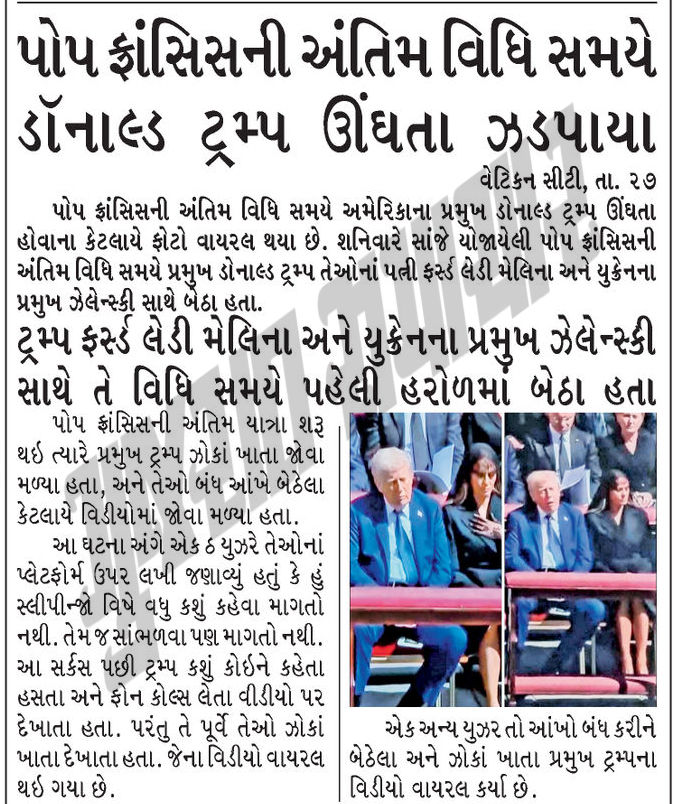 પોપ ફ્રાંસિસની અંતિમ વિધિ સમયે
ડૉનાલ્ડ ટ્રમ્પ ઊંઘતા ઝડપાયા
વેટિકન સીટી, તા. ૨૭
પોપ ફ્રાંસિસની અંતિમ વિધિ સમયે અમેરિકાના પ્રમુખ ડોનાલ્ડ ટ્રમ્પ ઊંઘતા
હોવાના કેટલાયે ફોટો વાયરલ થયા છે. શનિવારે સાંજે યોજાયેલી પોપ ફ્રાંસિસની
અંતિમ વિધિ સમયે પ્રમુખ ડોનાલ્ડ ટ્રમ્પ તેઓનાં પત્ની ફર્સ્ડ લેડી મેલિના અને યુક્રેનના
પ્રમુખ ઝેલેન્સ્કી સાથે બેઠા હતા.
ટ્રમ્પ ફર્સ્ડ લેડી મેલિના અને યુક્રેનના પ્રમુખ ઝેલેન્સ્કી
સાથે તે વિધિ સમયે પહેલી હરોળમાં બેઠા હતા
પોપ ફ્રાંસિસની અંતિમ યાત્રા શરૂ
થઇ ત્યારે પ્રમુખ ટ્રમ્પ ઝોકાં ખાતા જોવા
મળ્યા હતા, અને તેઓ બંધ આંખે બેઠેલા
કેટલાયે વિડીયોમાં જોવા મળ્યા હતા.
આ ઘટના અંગે એક ઠ યુઝરે તેઓનાં
પ્લેટફોર્મ ઉપર લખી જણાવ્યું હતું કે હું
સ્લીપીન્જૉ વિષે વધુ કશું કહેવા માગતો
નથી. તેમ જ સાંભળવા પણ માગતો નથી.
આ સર્કસ પછી ટ્રમ્પ કશું કોઇને કહેતા
હસતા અને ફોન કોલ્સ લેતા વીડીયો પર
દેખાતા હતા. પરંતુ તે પૂર્વે તેઓ ઝોકાં
ખાતા દેખાતા હતા. જેના વિડીયો વાયરલ
થઇ ગયા છે.
એક અન્ય યુઝર તો આંખો બંધ કરીને
બેઠેલા અને ઝોકાં ખાતા પ્રમુખ ટ્રમ્પના
વિડીયો વાયરલ કર્યા છે.
ગુજરાત સમાચાર